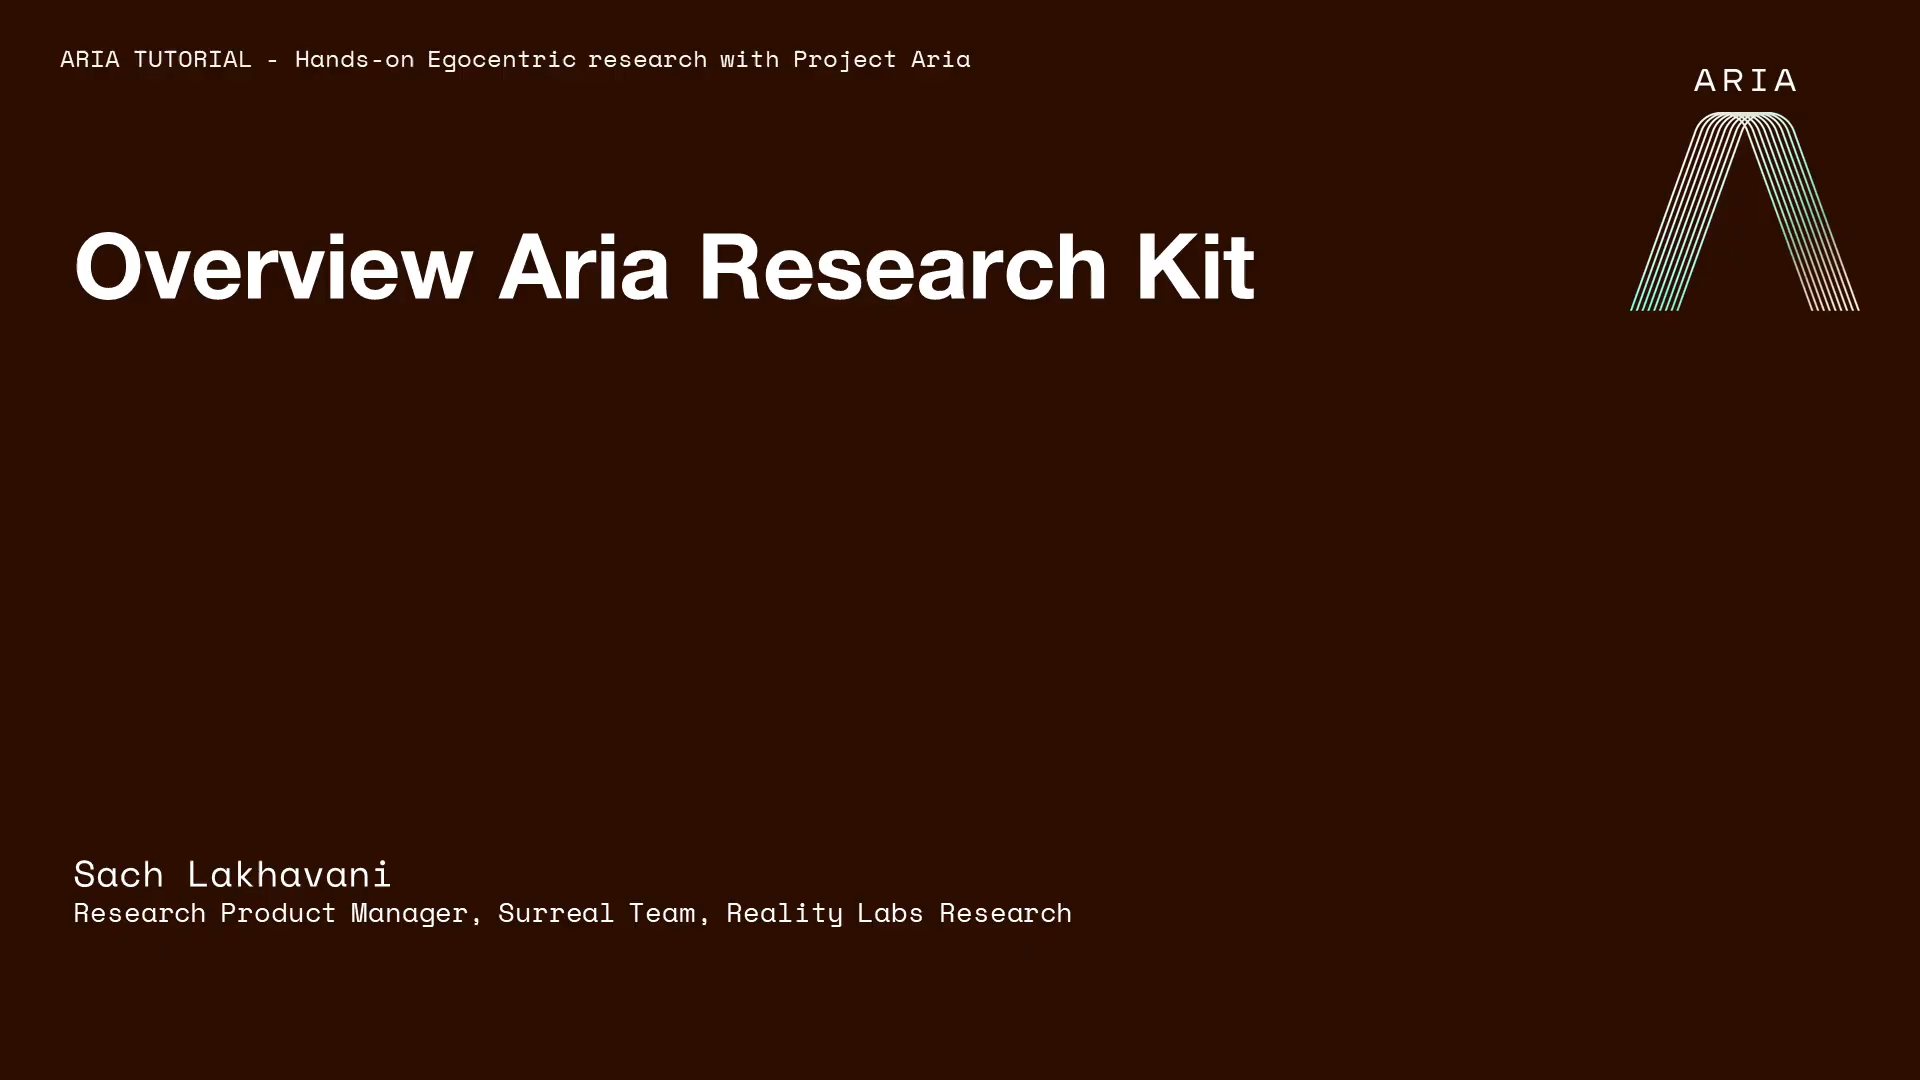 ARIA TUTORIAL - Hands-on Egocentric research with Project Aria
ARIA
Overview Aria Research Kit
Sach Lakhavani
Research Product Manager, Surreal Team, Reality Labs Research